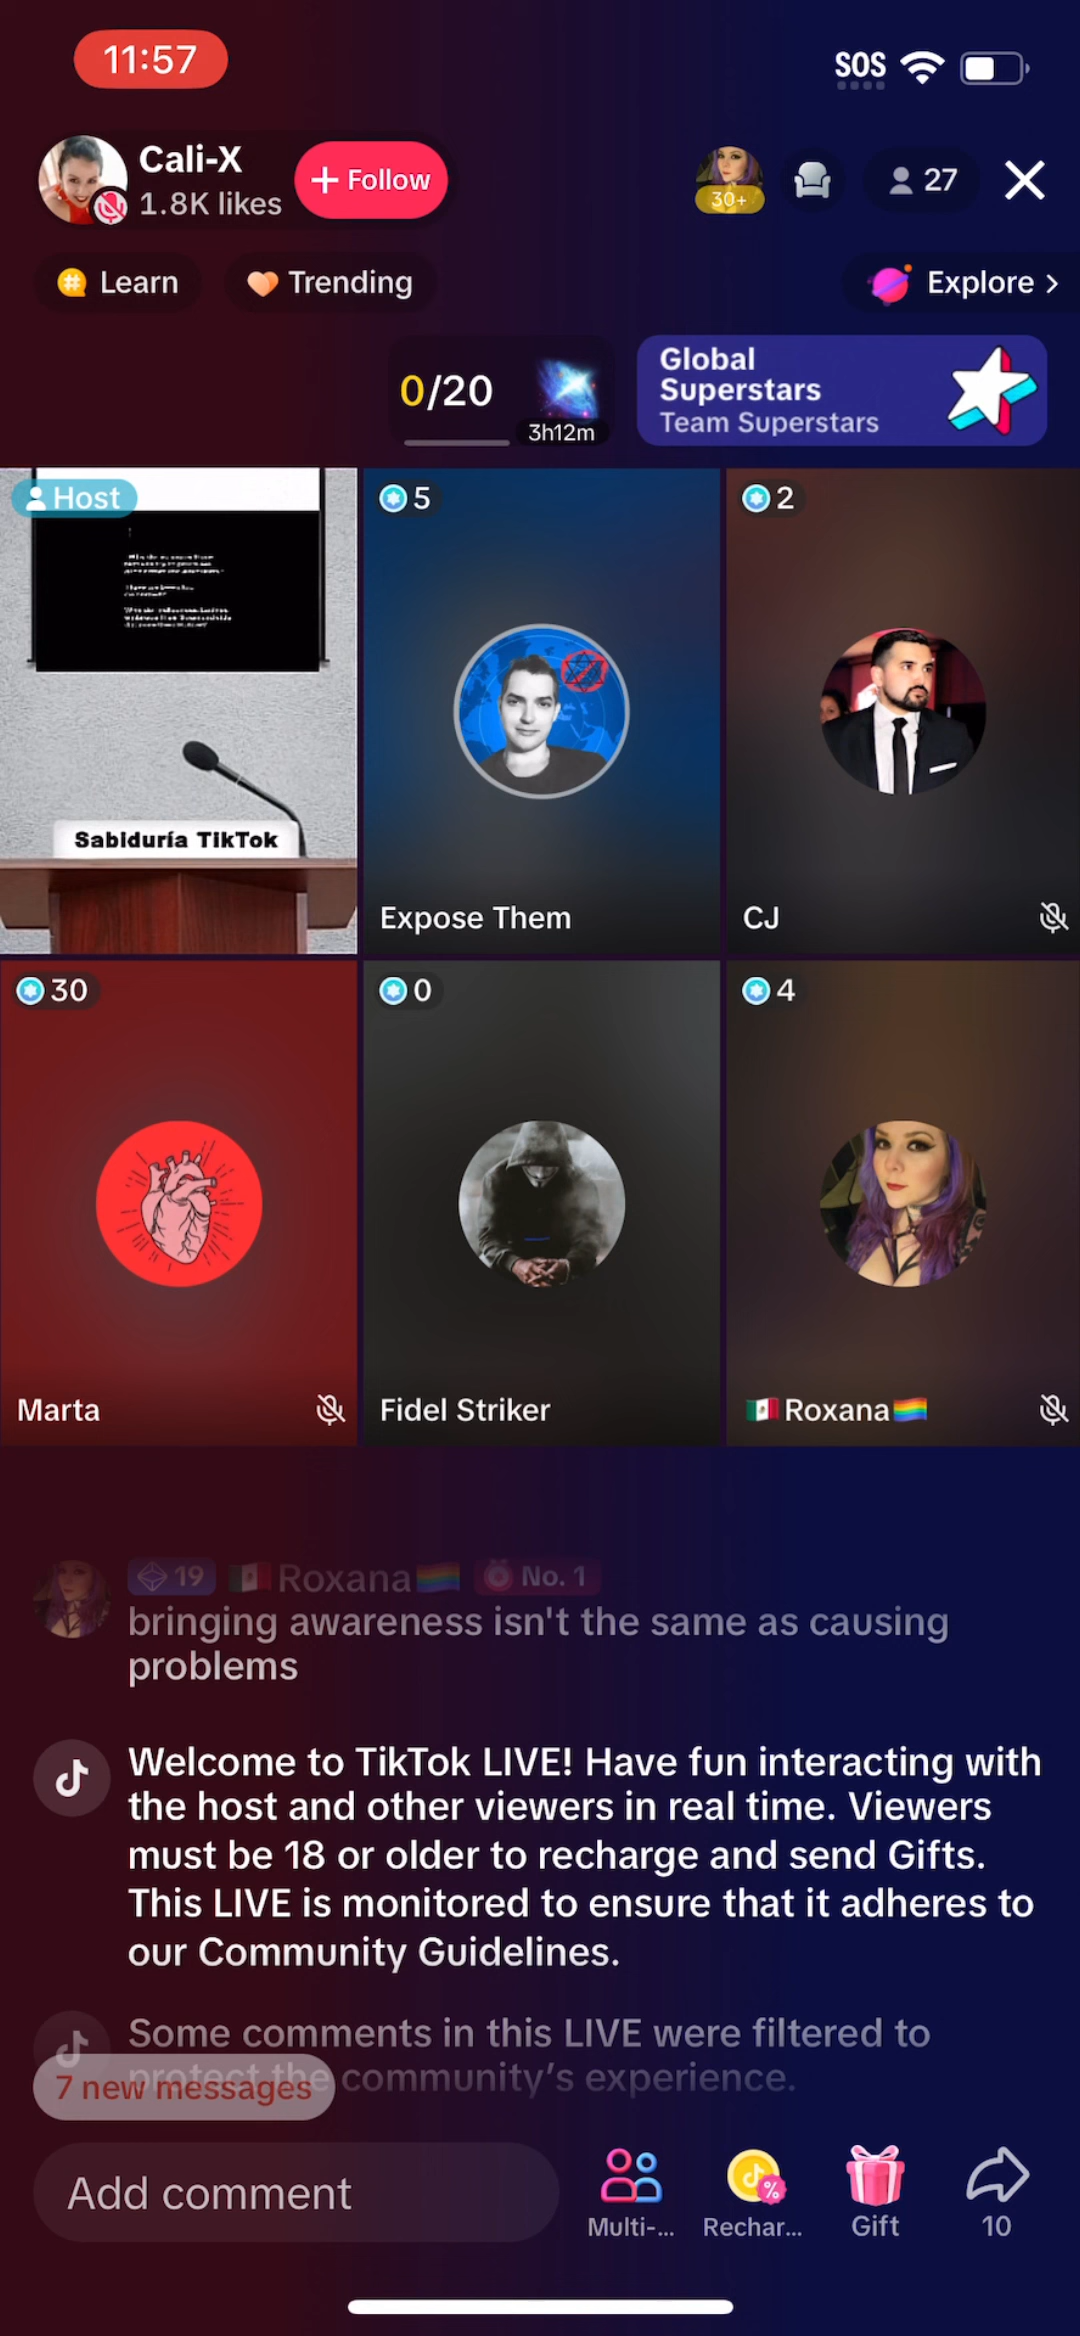 11:57
SOS
Cali-X
1.8K likes
+ Follow
30+
27
Learn
Trending
Explore >
0/20
3h12m
Global
Superstars
Team Superstars
Host
5
2
Sabiduría TikTok
Expose Them
CJ
30
0
4
Marta
Fidel Striker
🇲🇽Roxana🏳️‍🌈
19 🇲🇽Roxana🏳️‍🌈 No. 1
bringing awareness isn't the same as causing
problems
Welcome to TikTok LIVE! Have fun interacting with
the host and other viewers in real time. Viewers
must be 18 or older to recharge and send Gifts.
This LIVE is monitored to ensure that it adheres to
our Community Guidelines.
Some comments in this LIVE were filtered to
protect the community's experience.
7 new messages
Add comment
Multi-...
Rechar...
Gift
10